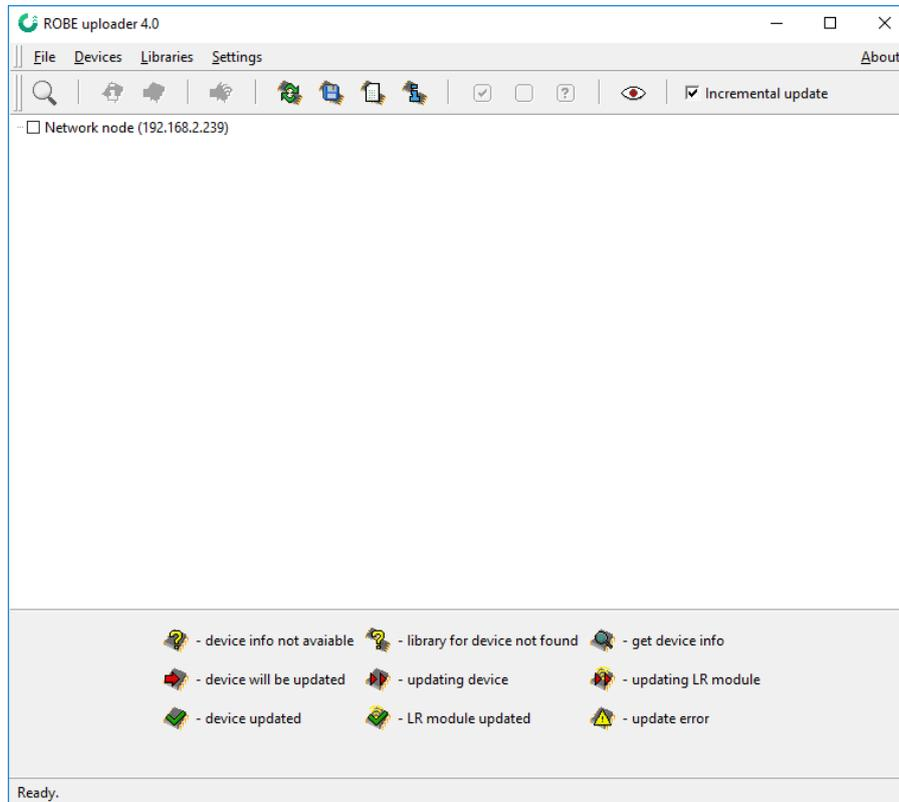 ROBE uploader 4.0
File Devices Libraries Settings About
Incremental update
Network node (192.168.2.239)
- device info not avaiable - library for device not found - get device info
- device will be updated - updating device - updating LR module
- device updated - LR module updated - update error
Ready.